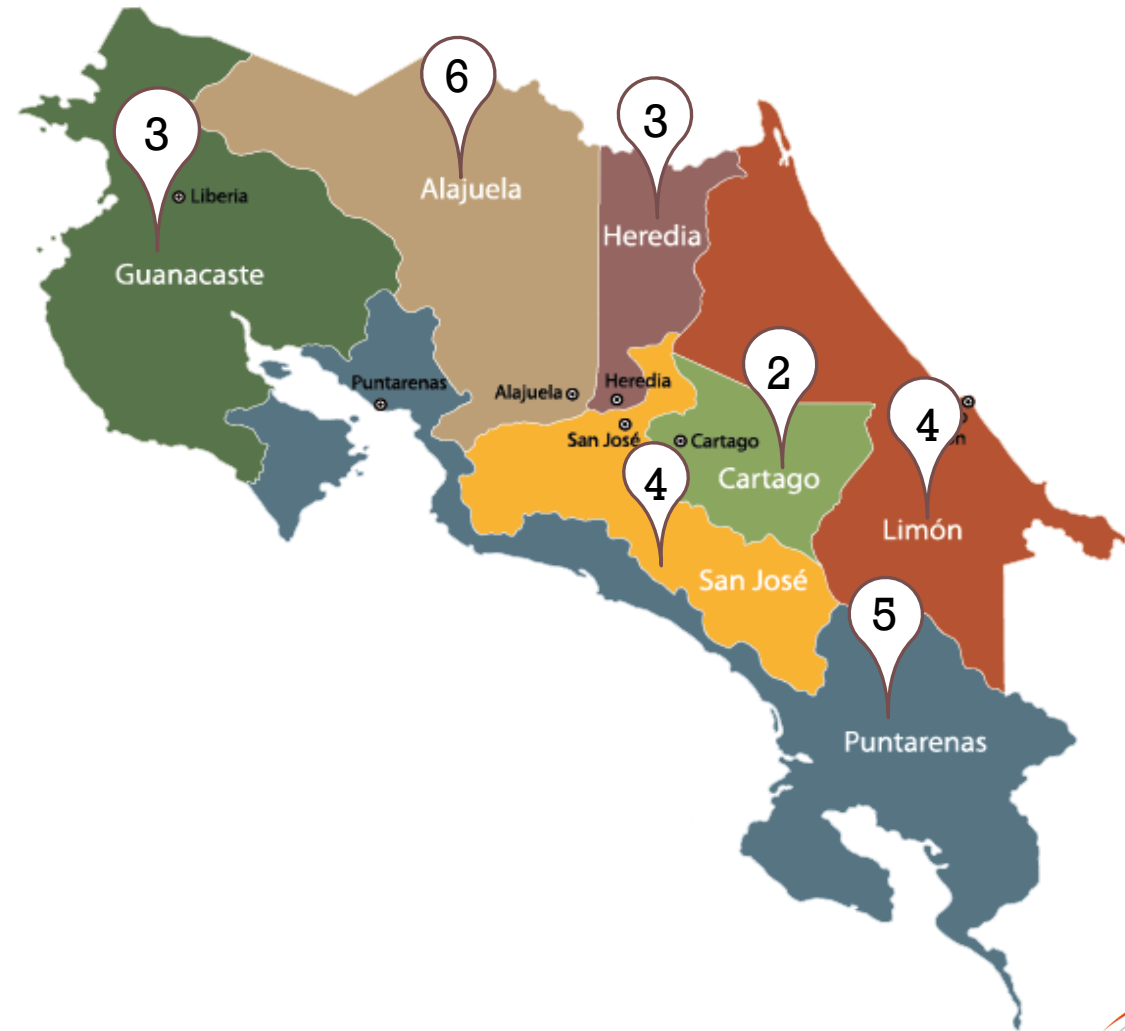 6
3
3
Alajuela
Liberia
Heredia
Guanacaste
2
Puntarenas
Heredia
Alajuela
4
San José
Cartago
Cartago
4
Limón
San José
5
Puntarenas